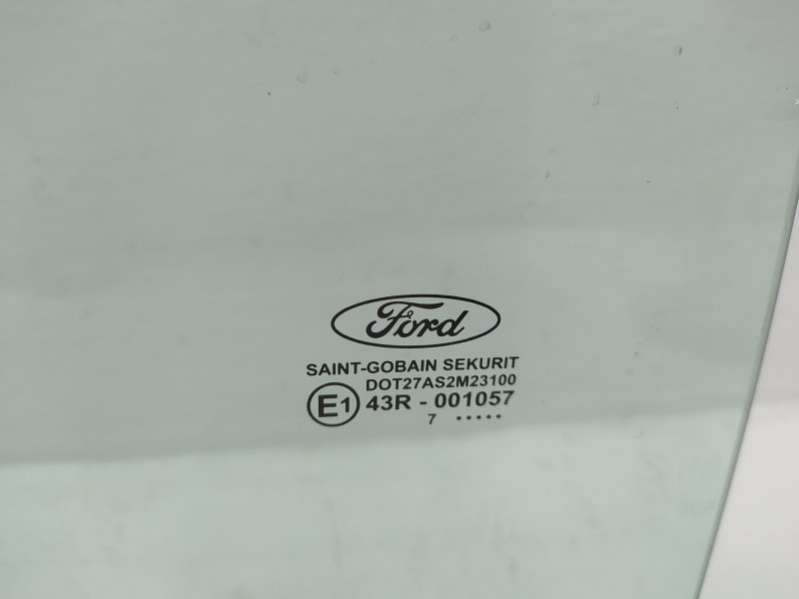 Ford
SAINT-GOBAIN SEKURIT
DOT27AS2M23100
E1 43R - 001057
7 •••••